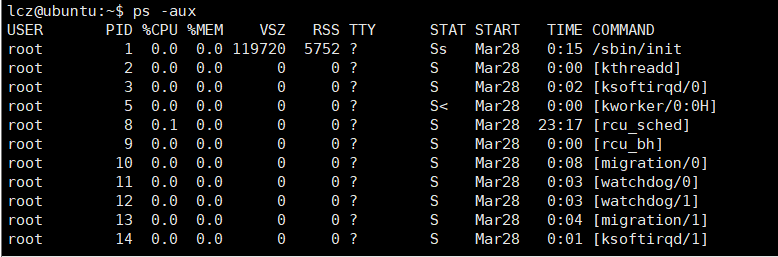 lcz@ubuntu:~$ ps -aux
USER PID %CPU %MEM VSZ RSS TTY STAT START TIME COMMAND
root 1 0.0 0.0 119720 5752 ? Ss Mar28 0:15 /sbin/init
root 2 0.0 0.0 0 0 ? S Mar28 0:00 [kthreadd]
root 3 0.0 0.0 0 0 ? S Mar28 0:02 [ksoftirqd/0]
root 5 0.0 0.0 0 0 ? S< Mar28 0:00 [kworker/0:0H]
root 8 0.1 0.0 0 0 ? S Mar28 23:17 [rcu_sched]
root 9 0.0 0.0 0 0 ? S Mar28 0:00 [rcu_bh]
root 10 0.0 0.0 0 0 ? S Mar28 0:08 [migration/0]
root 11 0.0 0.0 0 0 ? S Mar28 0:03 [watchdog/0]
root 12 0.0 0.0 0 0 ? S Mar28 0:03 [watchdog/1]
root 13 0.0 0.0 0 0 ? S Mar28 0:04 [migration/1]
root 14 0.0 0.0 0 0 ? S Mar28 0:01 [ksoftirqd/1]